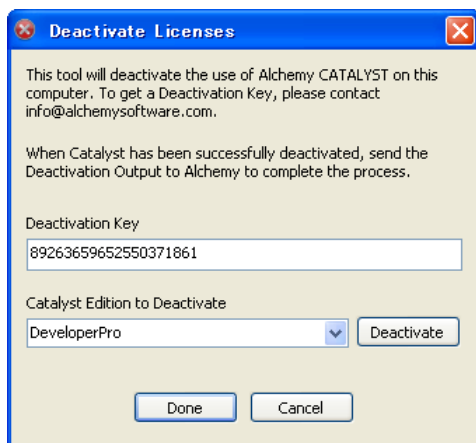 Deactivate Licenses
This tool will deactivate the use of Alchemy CATALYST on this
computer. To get a Deactivation Key, please contact
info@alchemysoftware.com.
When Catalyst has been successfully deactivated, send the
Deactivation Output to Alchemy to complete the process.
Deactivation Key
89263659652550371861
Catalyst Edition to Deactivate
DeveloperPro
Deactivate
Done
Cancel